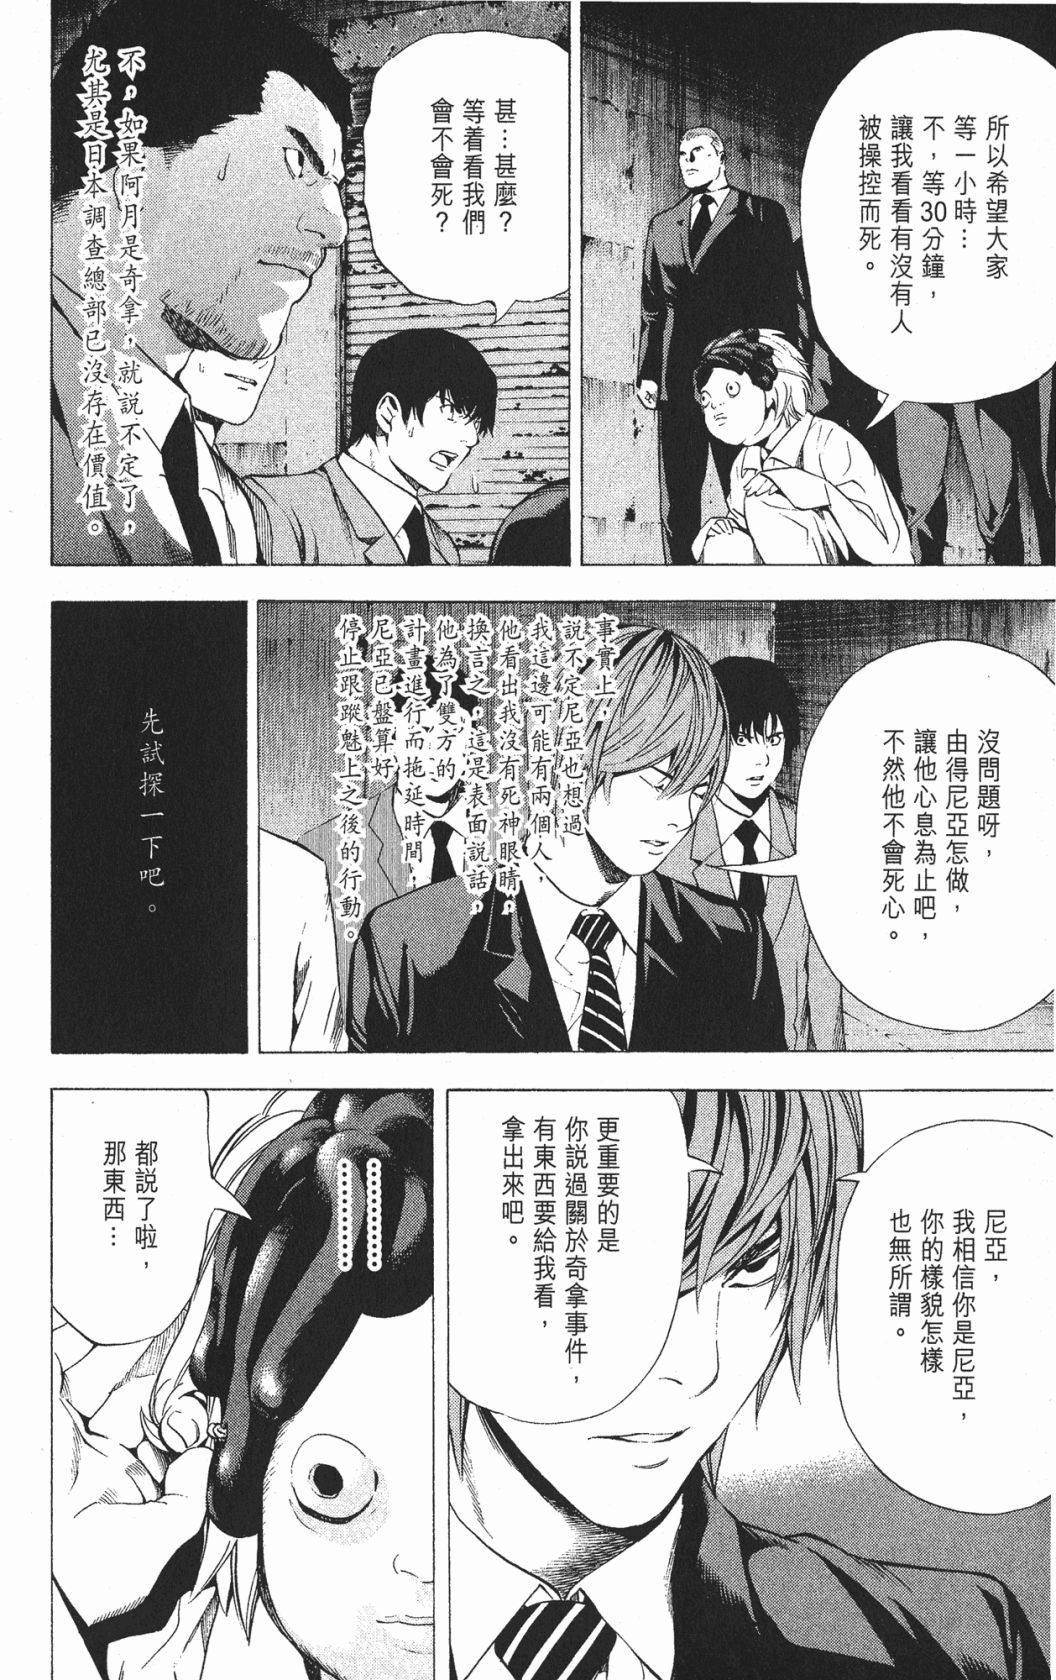 所以希望大家
等一小時…
不，等30分鐘，
讓我看看有沒有人
被操控而死。
甚…甚麼？
等着看我們
會不會死？
不，如果阿月是奇拿，就說不定了，
尤其是日本調查總部已沒存在價值。
沒問題呀，
由得尼亞怎做，
讓他心息為止吧，
不然他不會死心。
事實上，
說不定尼亞也想過
我這邊可能有兩個人，
他看出我沒有死神眼睛，
換言之，這是表面說話，
他為了雙方的
計畫進行而拖延時間，
尼亞已盤算好
停止跟蹤魅上之後的行動。
先試探一下吧。
尼亞，
我相信你是尼亞，
你的樣貌怎樣
也無所謂。
更重要的是
你說過關於奇拿事件，
有東西要給我看，
拿出來吧。
………………
都說了啦，
那東西…